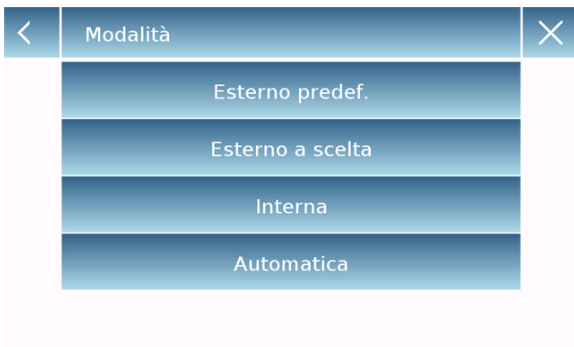 Modalità
Esterno predef.
Esterno a scelta
Interna
Automatica